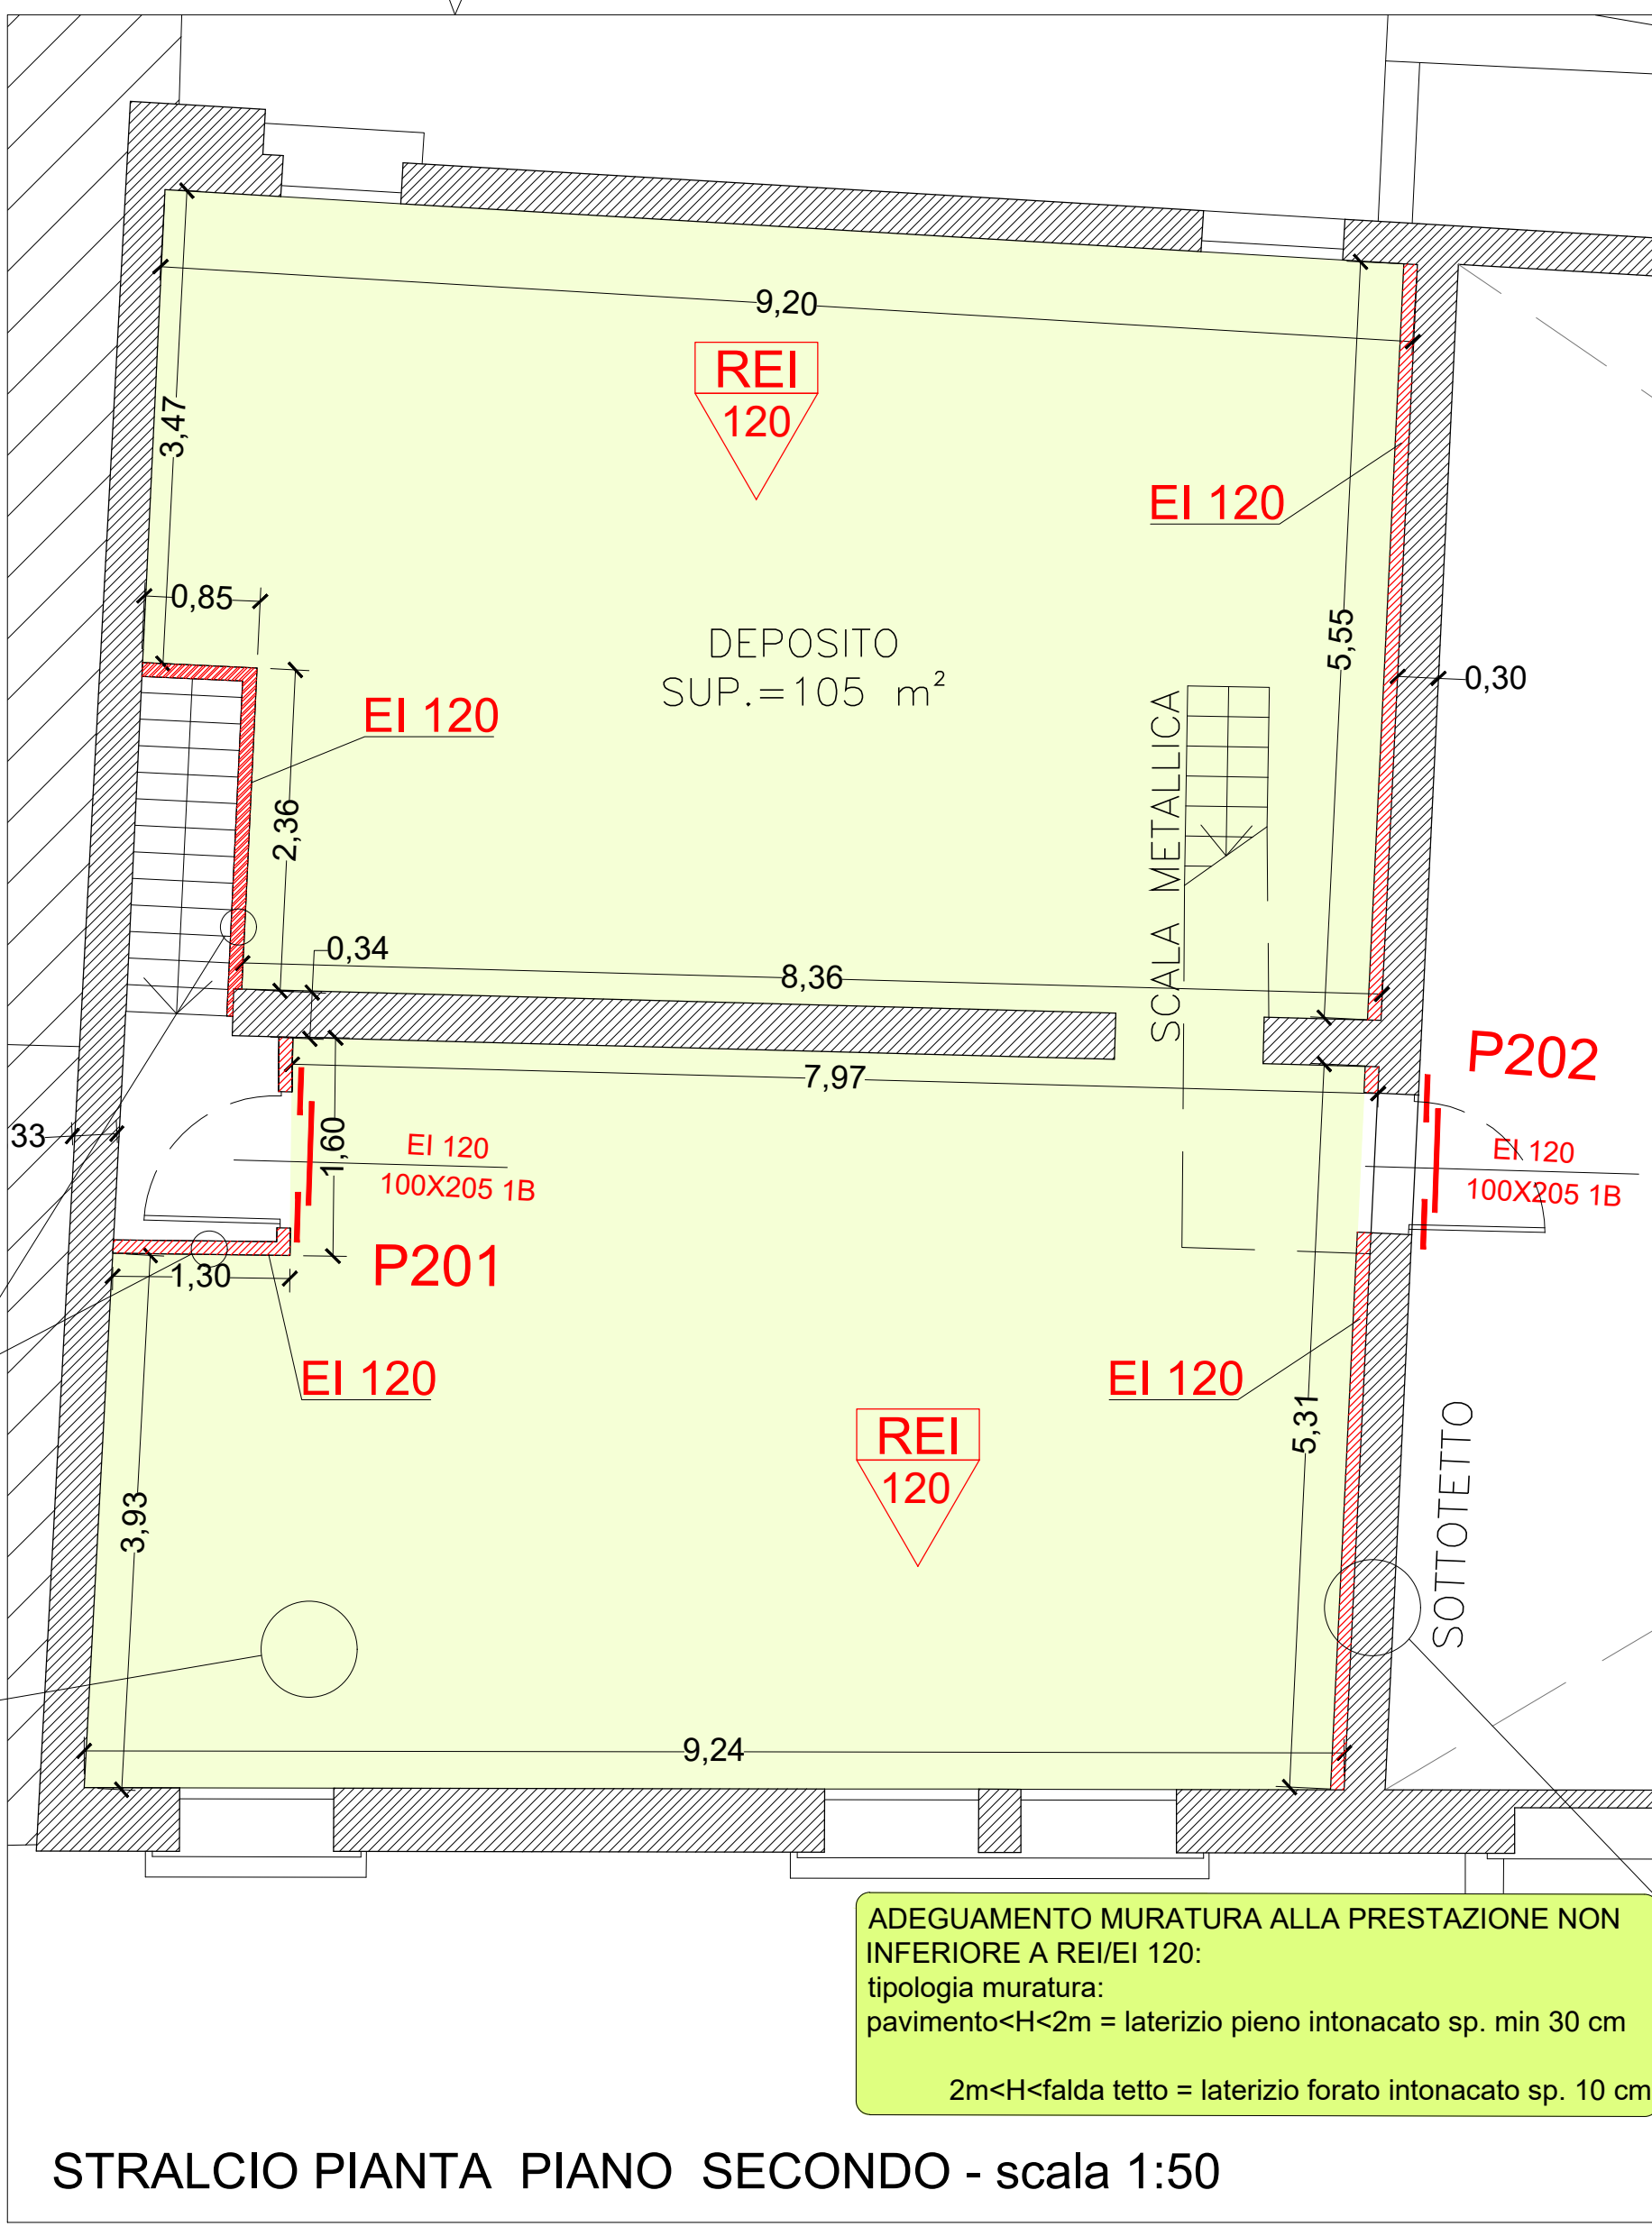 9,20
REI
120
3,47
EI 120
0,85
DEPOSITO
SUP.=105 m²
5,55
0,30
EI 120
SCALA METALLICA
2,36
0,34
8,36
P202
7,97
33
1,60
EI 120
100X205 1B
EI 120
100X205 1B
P201
1,30
EI 120
EI 120
5,31
REI
120
SOTTOTETTO
3,93
9,24
ADEGUAMENTO MURATURA ALLA PRESTAZIONE NON
INFERIORE A REI/EI 120:
tipologia muratura:
pavimento<H<2m = laterizio pieno intonacato sp. min 30 cm
2m<H<falda tetto = laterizio forato intonacato sp. 10 cm
STRALCIO PIANTA PIANO SECONDO - scala 1:50